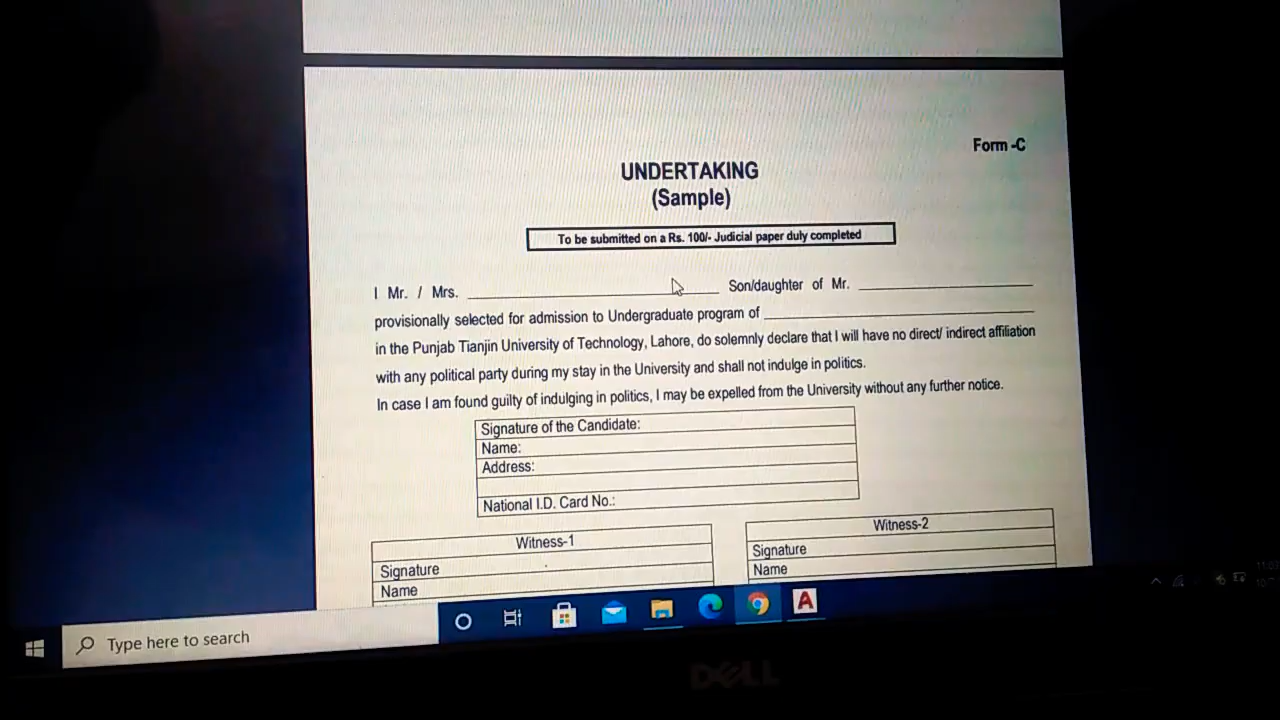 Form -C
UNDERTAKING
(Sample)
To be submitted on a Rs. 100/- Judicial paper duly completed
I Mr. / Mrs. ____________ Son/daughter of Mr. ____________
provisionally selected for admission to Undergraduate program of ____________
in the Punjab Tianjin University of Technology, Lahore, do solemnly declare that I will have no direct/ indirect affiliation
with any political party during my stay in the University and shall not indulge in politics.
In case I am found guilty of indulging in politics, I may be expelled from the University without any further notice.
Signature of the Candidate:
Name:
Address:
National I.D. Card No.:
Witness-1
Signature
Name
Witness-2
Signature
Name
Type here to search
DELL